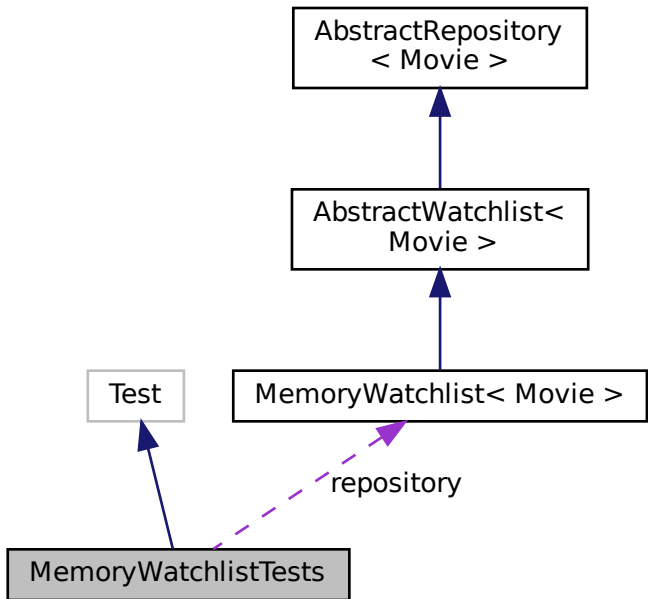 AbstractRepository
< Movie >
AbstractWatchlist<
Movie >
Test
MemoryWatchlist< Movie >
repository
MemoryWatchlistTests